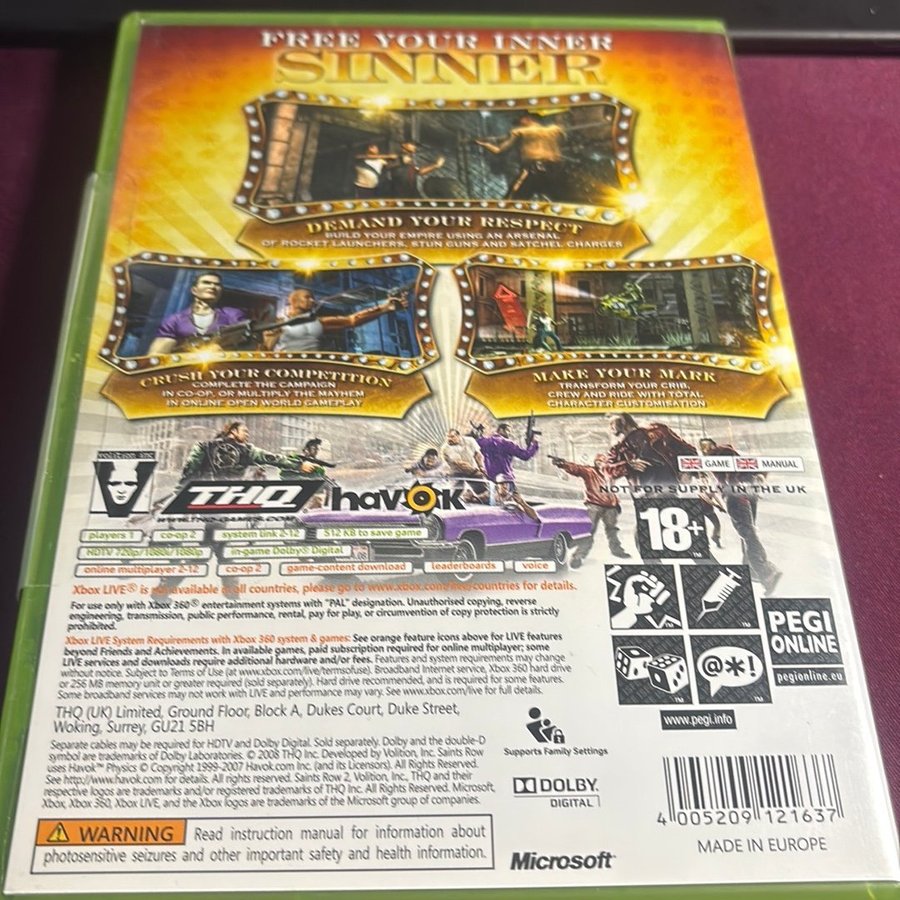 FREE YOUR INNER
SINNER
DEMAND YOUR RESPECT
BUILD YOUR EMPIRE USING AN ARSENAL
OF ROCKET LAUNCHERS, STUN GUNS AND SATCHEL CHARGES
CRUSH YOUR COMPETITION
COMPLETE THE CAMPAIGN
IN CO-OP, OR MULTIPLY THE MAYHEM
IN ONLINE OPEN WORLD GAMEPLAY
MAKE YOUR MARK
TRANSFORM YOUR CRIB,
CREW AND RIDE WITH TOTAL
CHARACTER CUSTOMISATION
GAME MANUAL
NOT FOR SUPPLY IN THE UK
volition inc
THQ
WWW.THQ-GAMES.COM
havok
18+
players 1 co-op 2 system link 2-12 512 KB to save game
HDTV 720p/1080i/1080p in-game Dolby® Digital
online multiplayer 2-12 co-op 2 game-content download leaderboards voice
Xbox LIVE® is not available in all countries, please go to www.xbox.com/live/countries for details.
For use only with Xbox 360® entertainment systems with "PAL" designation. Unauthorised copying, reverse
engineering, transmission, public performance, rental, pay for play, or circumvention of copy protection is strictly
prohibited.
Xbox LIVE System Requirements with Xbox 360 system & games: See orange feature icons above for LIVE features
beyond Friends and Achievements. In available games, paid subscription required for online multiplayer; some
LIVE services and downloads require additional hardware and/or fees. Features and system requirements may change
without notice. Subject to Terms of Use (at www.xbox.com/live/termsofuse). Broadband Internet service, Xbox 360 hard drive
or 256 MB memory unit or greater required (sold separately). Hard drive recommended, and is required for some features.
Some broadband services may not work with LIVE and performance may vary. See www.xbox.com/live for full details.
THQ (UK) Limited, Ground Floor, Block A, Dukes Court, Duke Street,
Woking, Surrey, GU21 5BH
Separate cables may be required for HDTV and Dolby Digital. Sold separately. Dolby and the double-D
symbol are trademarks of Dolby Laboratories. © 2008 THQ Inc. Developed by Volition, Inc. Saints Row
uses Havok™ Physics © Copyright 1999-2007 Havok.com Inc. (and its Licensors). All Rights Reserved.
See http://www.havok.com for details. All rights reserved. Saints Row 2, Volition, Inc., THQ and their
respective logos are trademarks and/or registered trademarks of THQ Inc. All Rights Reserved. Microsoft,
Xbox, Xbox 360, Xbox LIVE, and the Xbox logos are trademarks of the Microsoft group of companies.
@*!
PEGI
ONLINE
pegionline.eu
www.pegi.info
Supports Family Settings
DOLBY
DIGITAL
4 005209 121637
MADE IN EUROPE
WARNING Read instruction manual for information about
photosensitive seizures and other important safety and health information.
Microsoft®